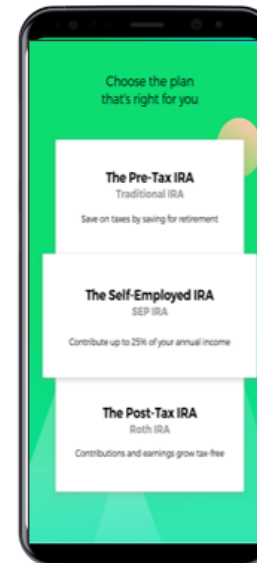 Choose the plan
that's right for you
The Pre-Tax IRA
Traditional IRA
Save on taxes by saving for retirement
The Self-Employed IRA
SEP IRA
Contribute up to 25% of your annual income
The Post-Tax IRA
Roth IRA
Contributions and earnings grow tax-free